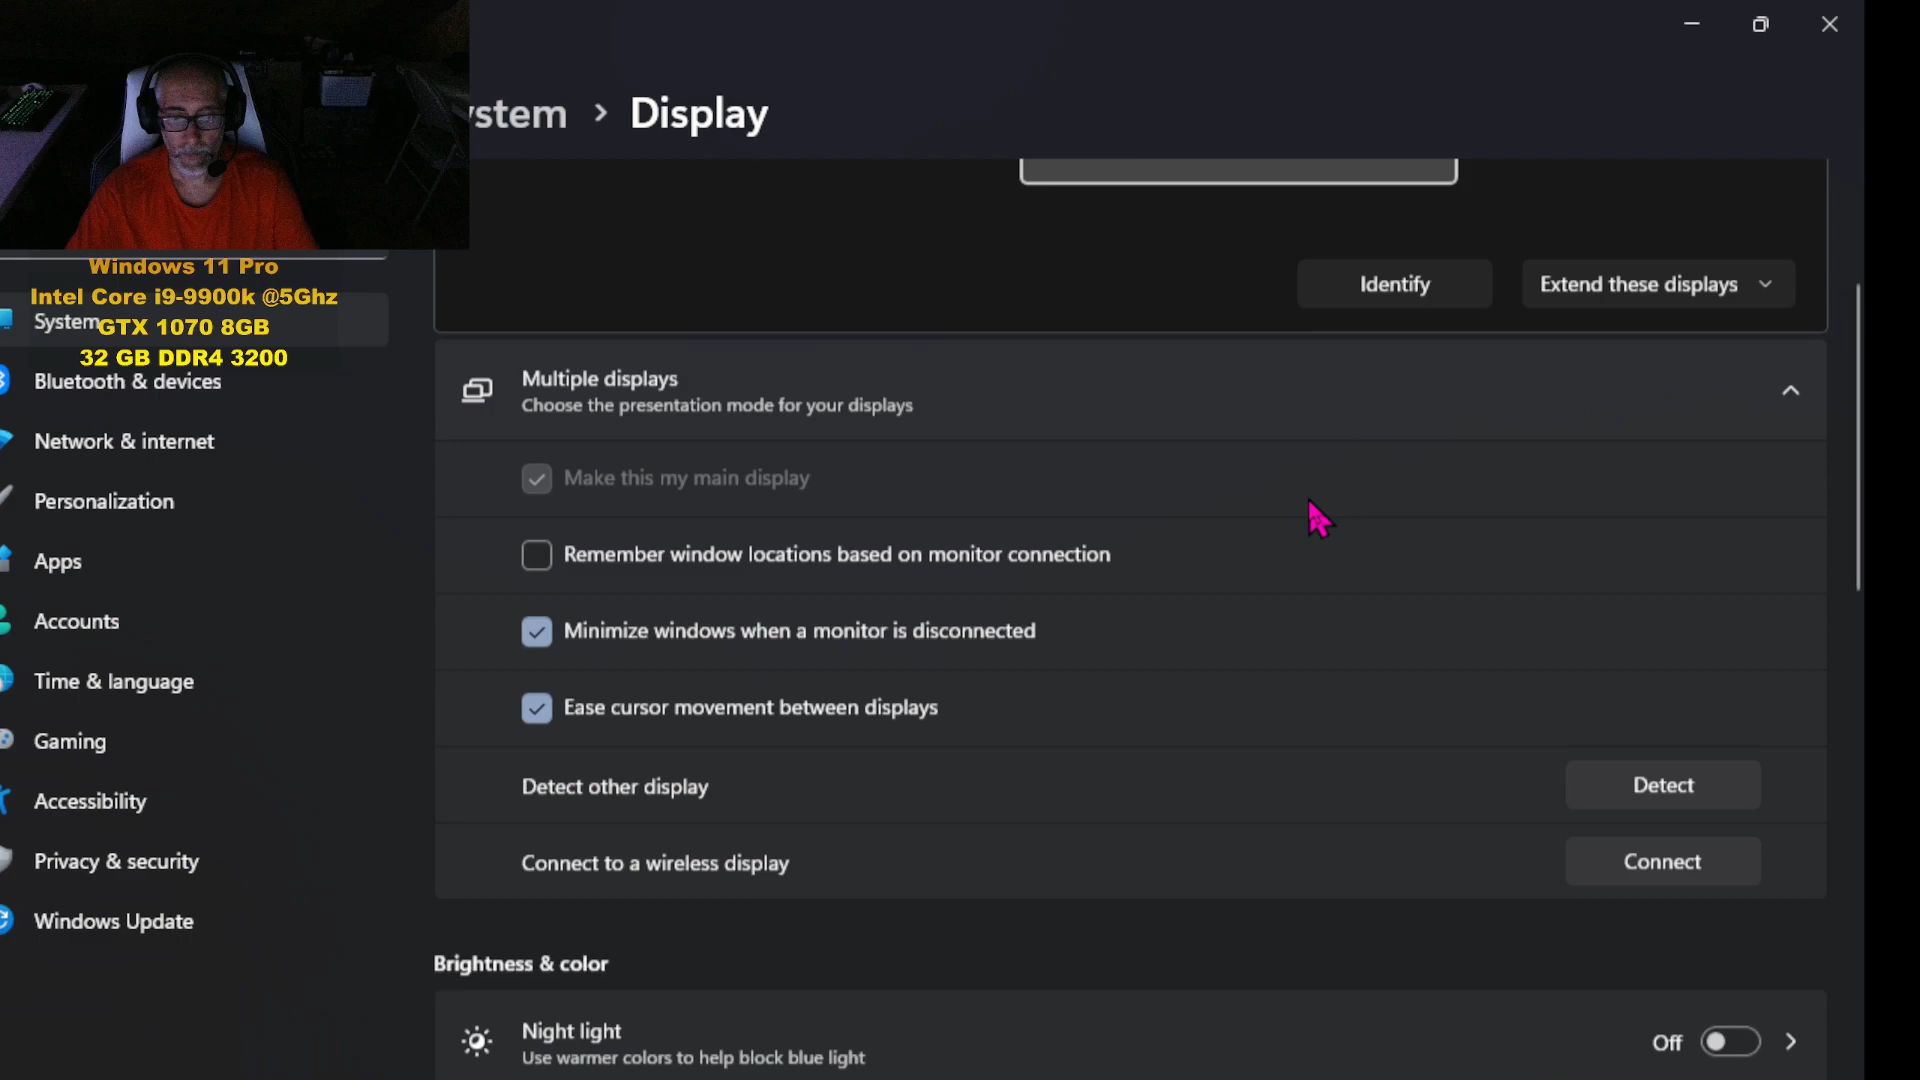 ystem > Display
Identify
Extend these displays
Windows 11 Pro
Intel Core i9-9900k @5Ghz
System
GTX 1070 8GB
32 GB DDR4 3200
Bluetooth & devices
Network & internet
Personalization
Apps
Accounts
Time & language
Gaming
Accessibility
Privacy & security
Windows Update
Multiple displays
Choose the presentation mode for your displays
Make this my main display
Remember window locations based on monitor connection
Minimize windows when a monitor is disconnected
Ease cursor movement between displays
Detect other display
Detect
Connect to a wireless display
Connect
Brightness & color
Night light
Use warmer colors to help block blue light
Off